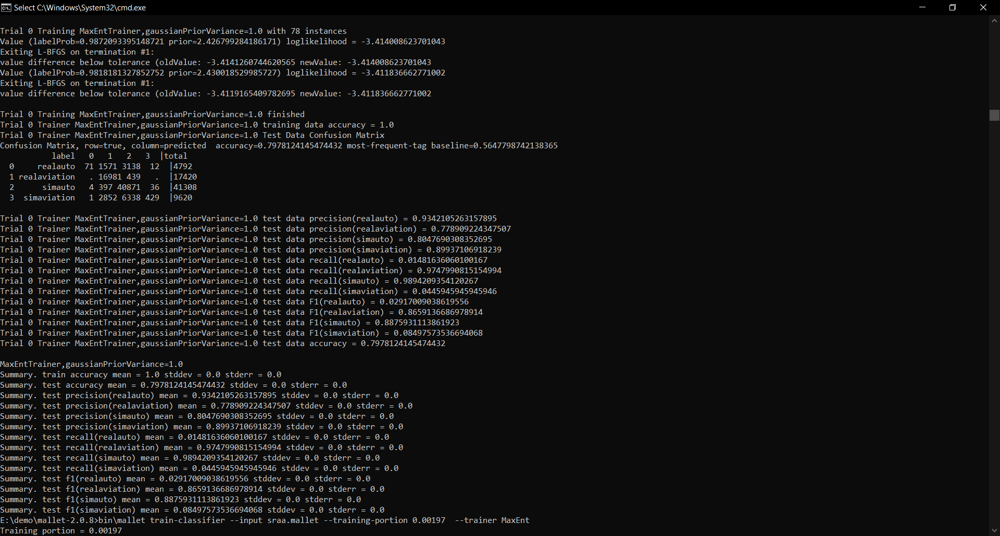 Select C:\Windows\System32\cmd.exe
Trial 0 Training MaxEntTrainer,gaussianPriorVariance=1.0 with 78 instances
Value (labelProb=0.9872093395148721 prior=2.426799284186171) loglikelihood = -3.414008623701043
Exiting L-BFGS on termination #1:
value difference below tolerance (oldValue: -3.4141260744620565 newValue: -3.414008623701043
Value (labelProb=0.9818181327852752 prior=2.430018529985727) loglikelihood = -3.411836662771002
Exiting L-BFGS on termination #1:
value difference below tolerance (oldValue: -3.4119165409782695 newValue: -3.411836662771002
Trial 0 Training MaxEntTrainer,gaussianPriorVariance=1.0 finished
Trial 0 Trainer MaxEntTrainer,gaussianPriorVariance=1.0 training data accuracy = 1.0
Trial 0 Trainer MaxEntTrainer,gaussianPriorVariance=1.0 Test Data Confusion Matrix
Confusion Matrix, row=true, column=predicted  accuracy=0.7978124145474432 most-frequent-tag baseline=0.5647798742138365
label   0   1   2   3  |total
0     realauto  71 1571 3138  12  |4792
1 realaviation   . 16981 439   .  |17420
2      simauto   4 397 40871  36  |41308
3  simaviation   1 2852 6338 429  |9620
Trial 0 Trainer MaxEntTrainer,gaussianPriorVariance=1.0 test data precision(realauto) = 0.9342105263157895
Trial 0 Trainer MaxEntTrainer,gaussianPriorVariance=1.0 test data precision(realaviation) = 0.778909224347507
Trial 0 Trainer MaxEntTrainer,gaussianPriorVariance=1.0 test data precision(simauto) = 0.8047690308352695
Trial 0 Trainer MaxEntTrainer,gaussianPriorVariance=1.0 test data precision(simaviation) = 0.89937106918239
Trial 0 Trainer MaxEntTrainer,gaussianPriorVariance=1.0 test data recall(realauto) = 0.01481636060100167
Trial 0 Trainer MaxEntTrainer,gaussianPriorVariance=1.0 test data recall(realaviation) = 0.9747990815154994
Trial 0 Trainer MaxEntTrainer,gaussianPriorVariance=1.0 test data recall(simauto) = 0.9894209354120267
Trial 0 Trainer MaxEntTrainer,gaussianPriorVariance=1.0 test data recall(simaviation) = 0.0445945945945946
Trial 0 Trainer MaxEntTrainer,gaussianPriorVariance=1.0 test data F1(realauto) = 0.02917009038619556
Trial 0 Trainer MaxEntTrainer,gaussianPriorVariance=1.0 test data F1(realaviation) = 0.8659136686978914
Trial 0 Trainer MaxEntTrainer,gaussianPriorVariance=1.0 test data F1(simauto) = 0.8875931113861923
Trial 0 Trainer MaxEntTrainer,gaussianPriorVariance=1.0 test data F1(simaviation) = 0.08497573536694068
Trial 0 Trainer MaxEntTrainer,gaussianPriorVariance=1.0 test data accuracy = 0.7978124145474432
MaxEntTrainer,gaussianPriorVariance=1.0
Summary. train accuracy mean = 1.0 stddev = 0.0 stderr = 0.0
Summary. test accuracy mean = 0.7978124145474432 stddev = 0.0 stderr = 0.0
Summary. test precision(realauto) mean = 0.9342105263157895 stddev = 0.0 stderr = 0.0
Summary. test precision(realaviation) mean = 0.778909224347507 stddev = 0.0 stderr = 0.0
Summary. test precision(simauto) mean = 0.8047690308352695 stddev = 0.0 stderr = 0.0
Summary. test precision(simaviation) mean = 0.89937106918239 stddev = 0.0 stderr = 0.0
Summary. test recall(realauto) mean = 0.01481636060100167 stddev = 0.0 stderr = 0.0
Summary. test recall(realaviation) mean = 0.9747990815154994 stddev = 0.0 stderr = 0.0
Summary. test recall(simauto) mean = 0.9894209354120267 stddev = 0.0 stderr = 0.0
Summary. test recall(simaviation) mean = 0.0445945945945946 stddev = 0.0 stderr = 0.0
Summary. test f1(realauto) mean = 0.02917009038619556 stddev = 0.0 stderr = 0.0
Summary. test f1(realaviation) mean = 0.8659136686978914 stddev = 0.0 stderr = 0.0
Summary. test f1(simauto) mean = 0.8875931113861923 stddev = 0.0 stderr = 0.0
Summary. test f1(simaviation) mean = 0.08497573536694068 stddev = 0.0 stderr = 0.0
E:\demo\mallet-2.0.8>bin\mallet train-classifier --input sraa.mallet --training-portion 0.00197  --trainer MaxEnt
Training portion = 0.00197